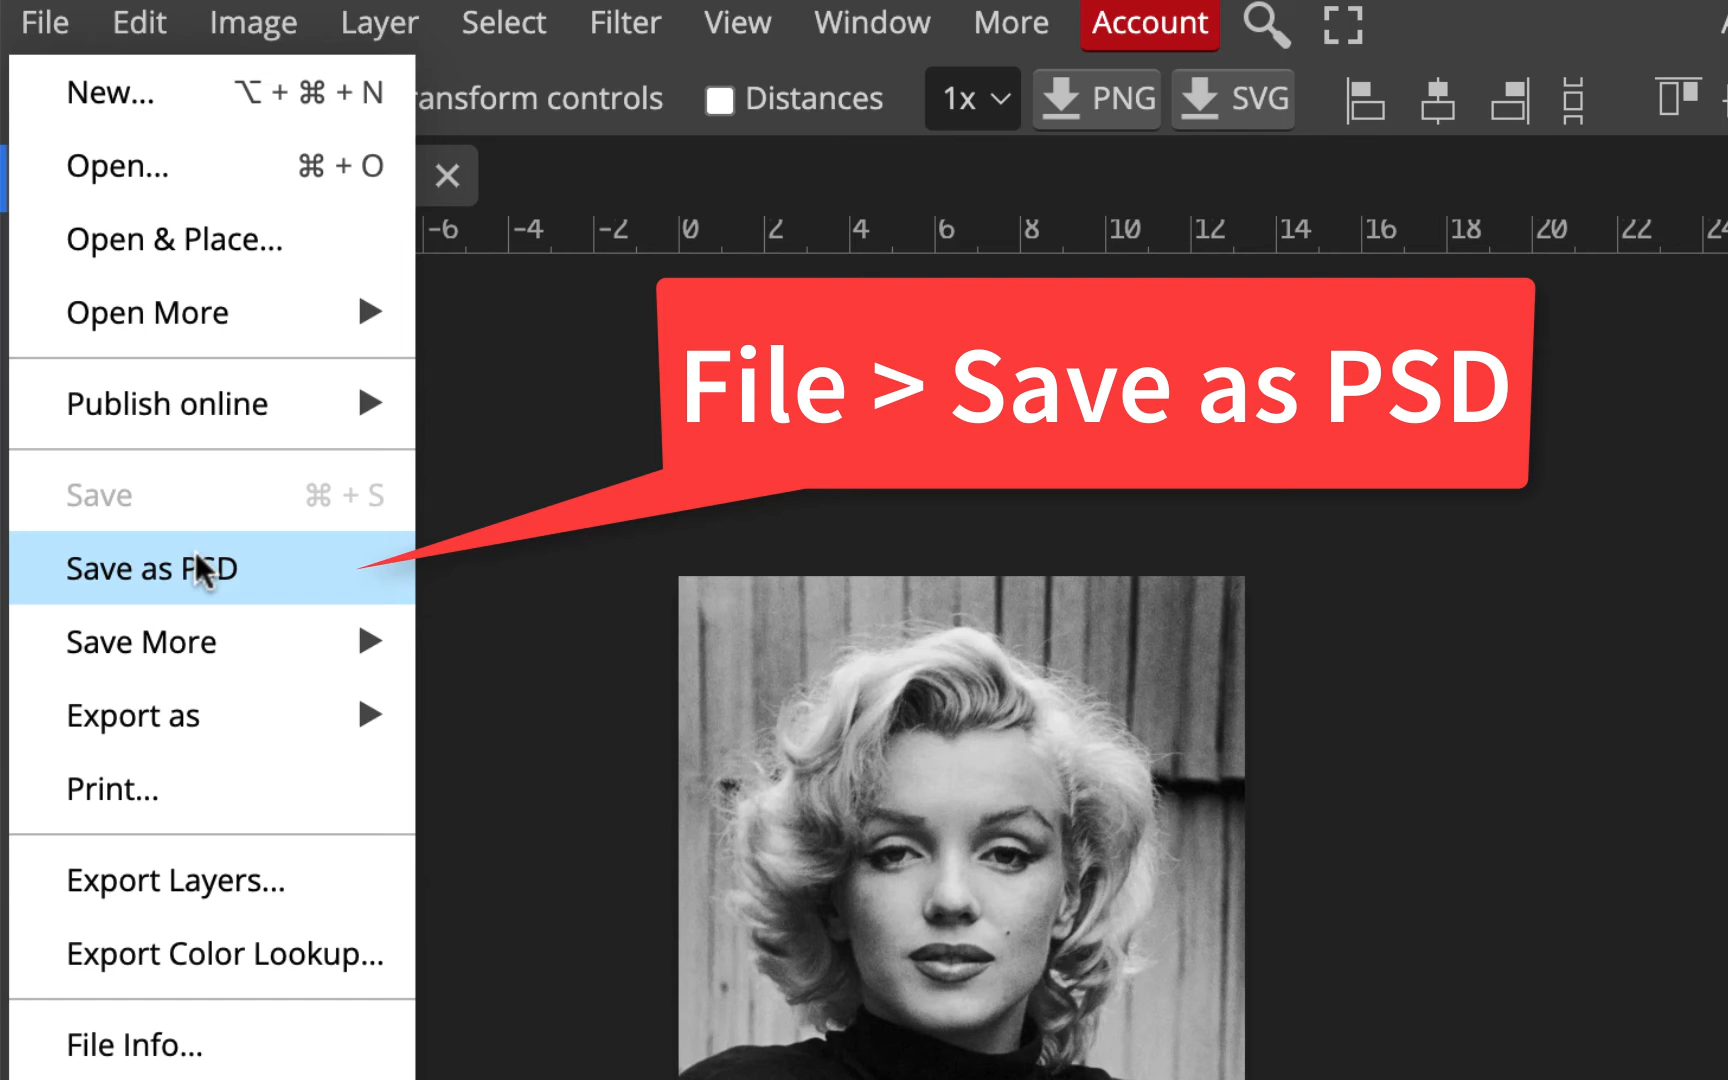 File Edit Image Layer Select Filter View Window More Account
New... ⌥ + ⌘ + N
ransform controls Distances 1x PNG SVG
Open... ⌘ + O
-6 -4 -2 0 2 4 6 8 10 12 14 16 18 20 22
Open & Place...
Open More
Publish online
File > Save as PSD
Save ⌘ + S
Save as PSD
Save More
Export as
Print...
Export Layers...
Export Color Lookup...
File Info...